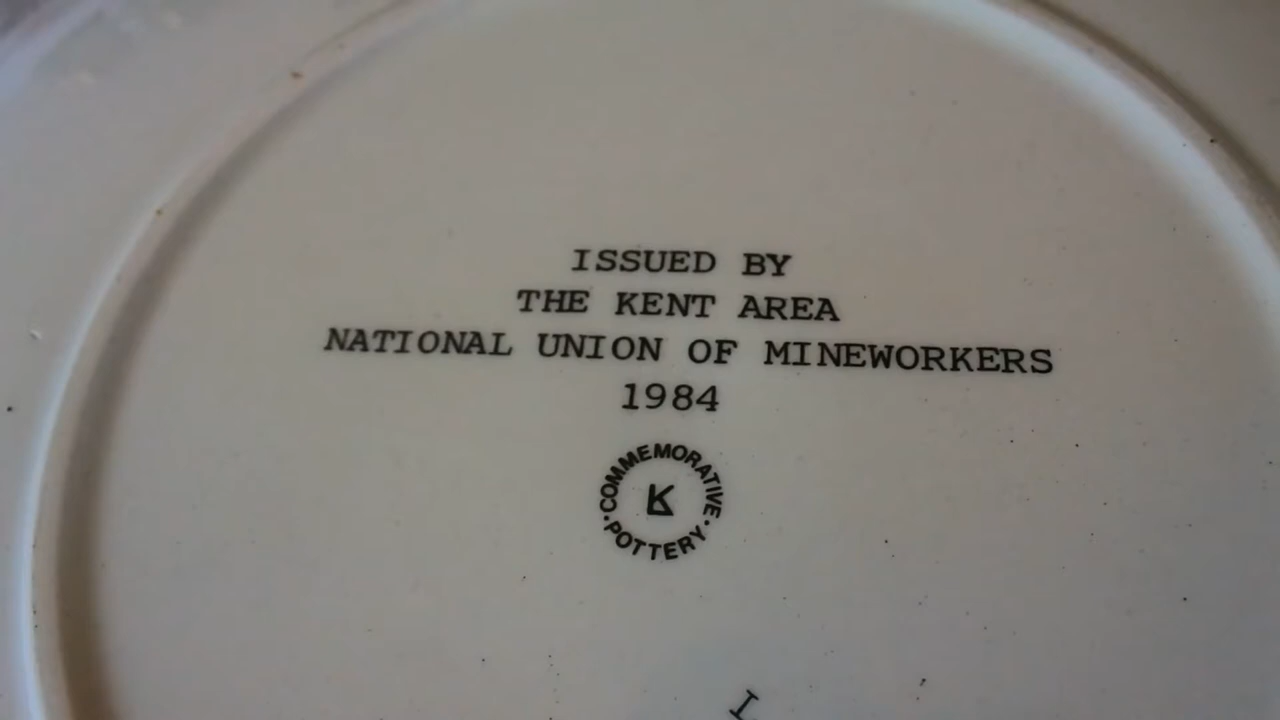 ISSUED BY
THE KENT AREA
NATIONAL UNION OF MINEWORKERS
1984
COMMEMORATIVE
K
· POTTERY ·